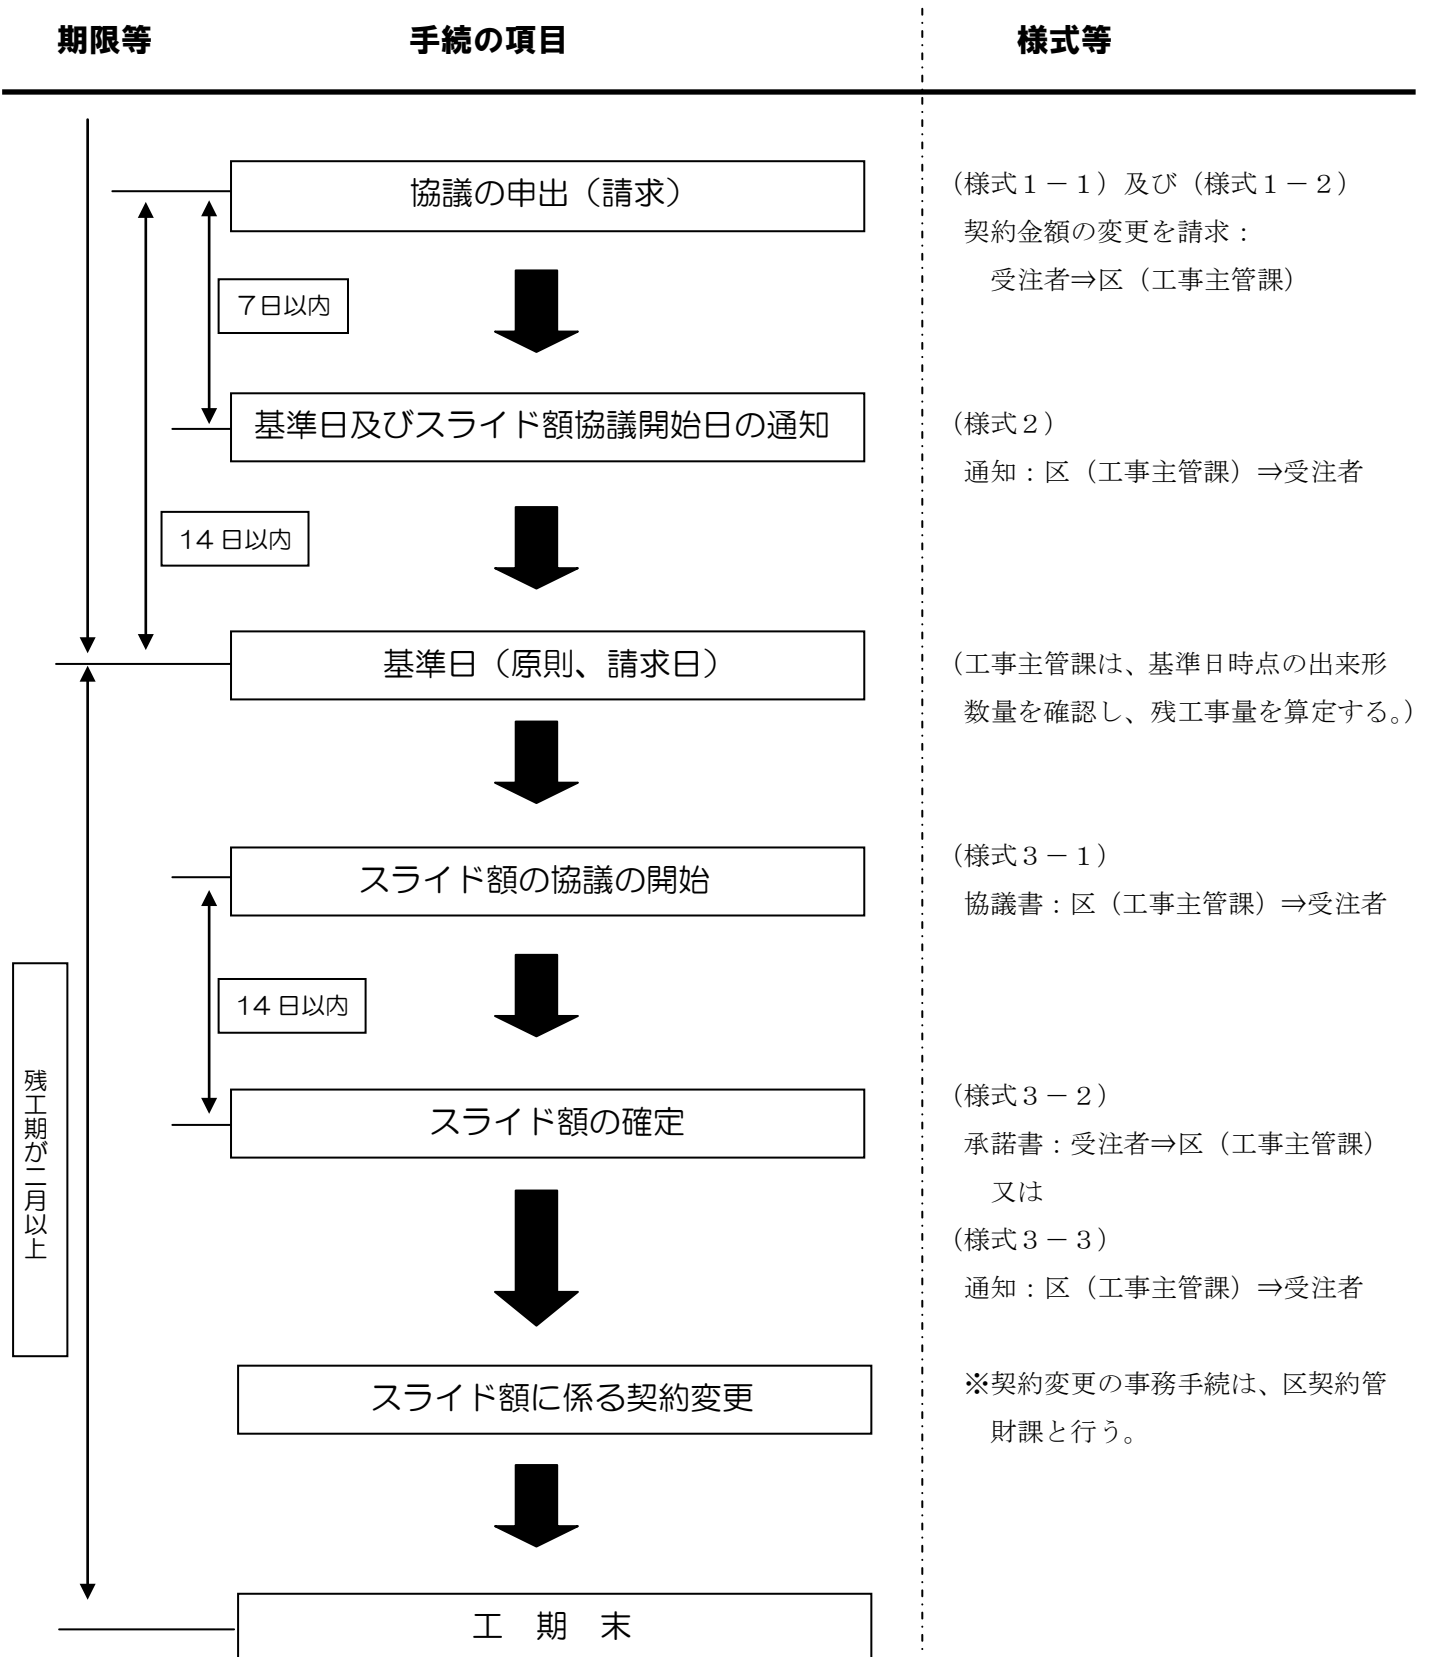 期限等
手続の項目
様式等
協議の申出（請求）
（様式１－１）及び（様式１－２）
契約金額の変更を請求：
受注者⇒区（工事主管課）
７日以内
基準日及びスライド額協議開始日の通知
（様式２）
通知：区（工事主管課）⇒受注者
14 日以内
基準日（原則、請求日）
（工事主管課は、基準日時点の出来形
数量を確認し、残工事量を算定する。）
スライド額の協議の開始
（様式３－１）
協議書：区（工事主管課）⇒受注者
14 日以内
残工期が二月以上
スライド額の確定
（様式３－２）
承諾書：受注者⇒区（工事主管課）
又は
（様式３－３）
通知：区（工事主管課）⇒受注者
スライド額に係る契約変更
※契約変更の事務手続は、区契約管
財課と行う。
工　期　末